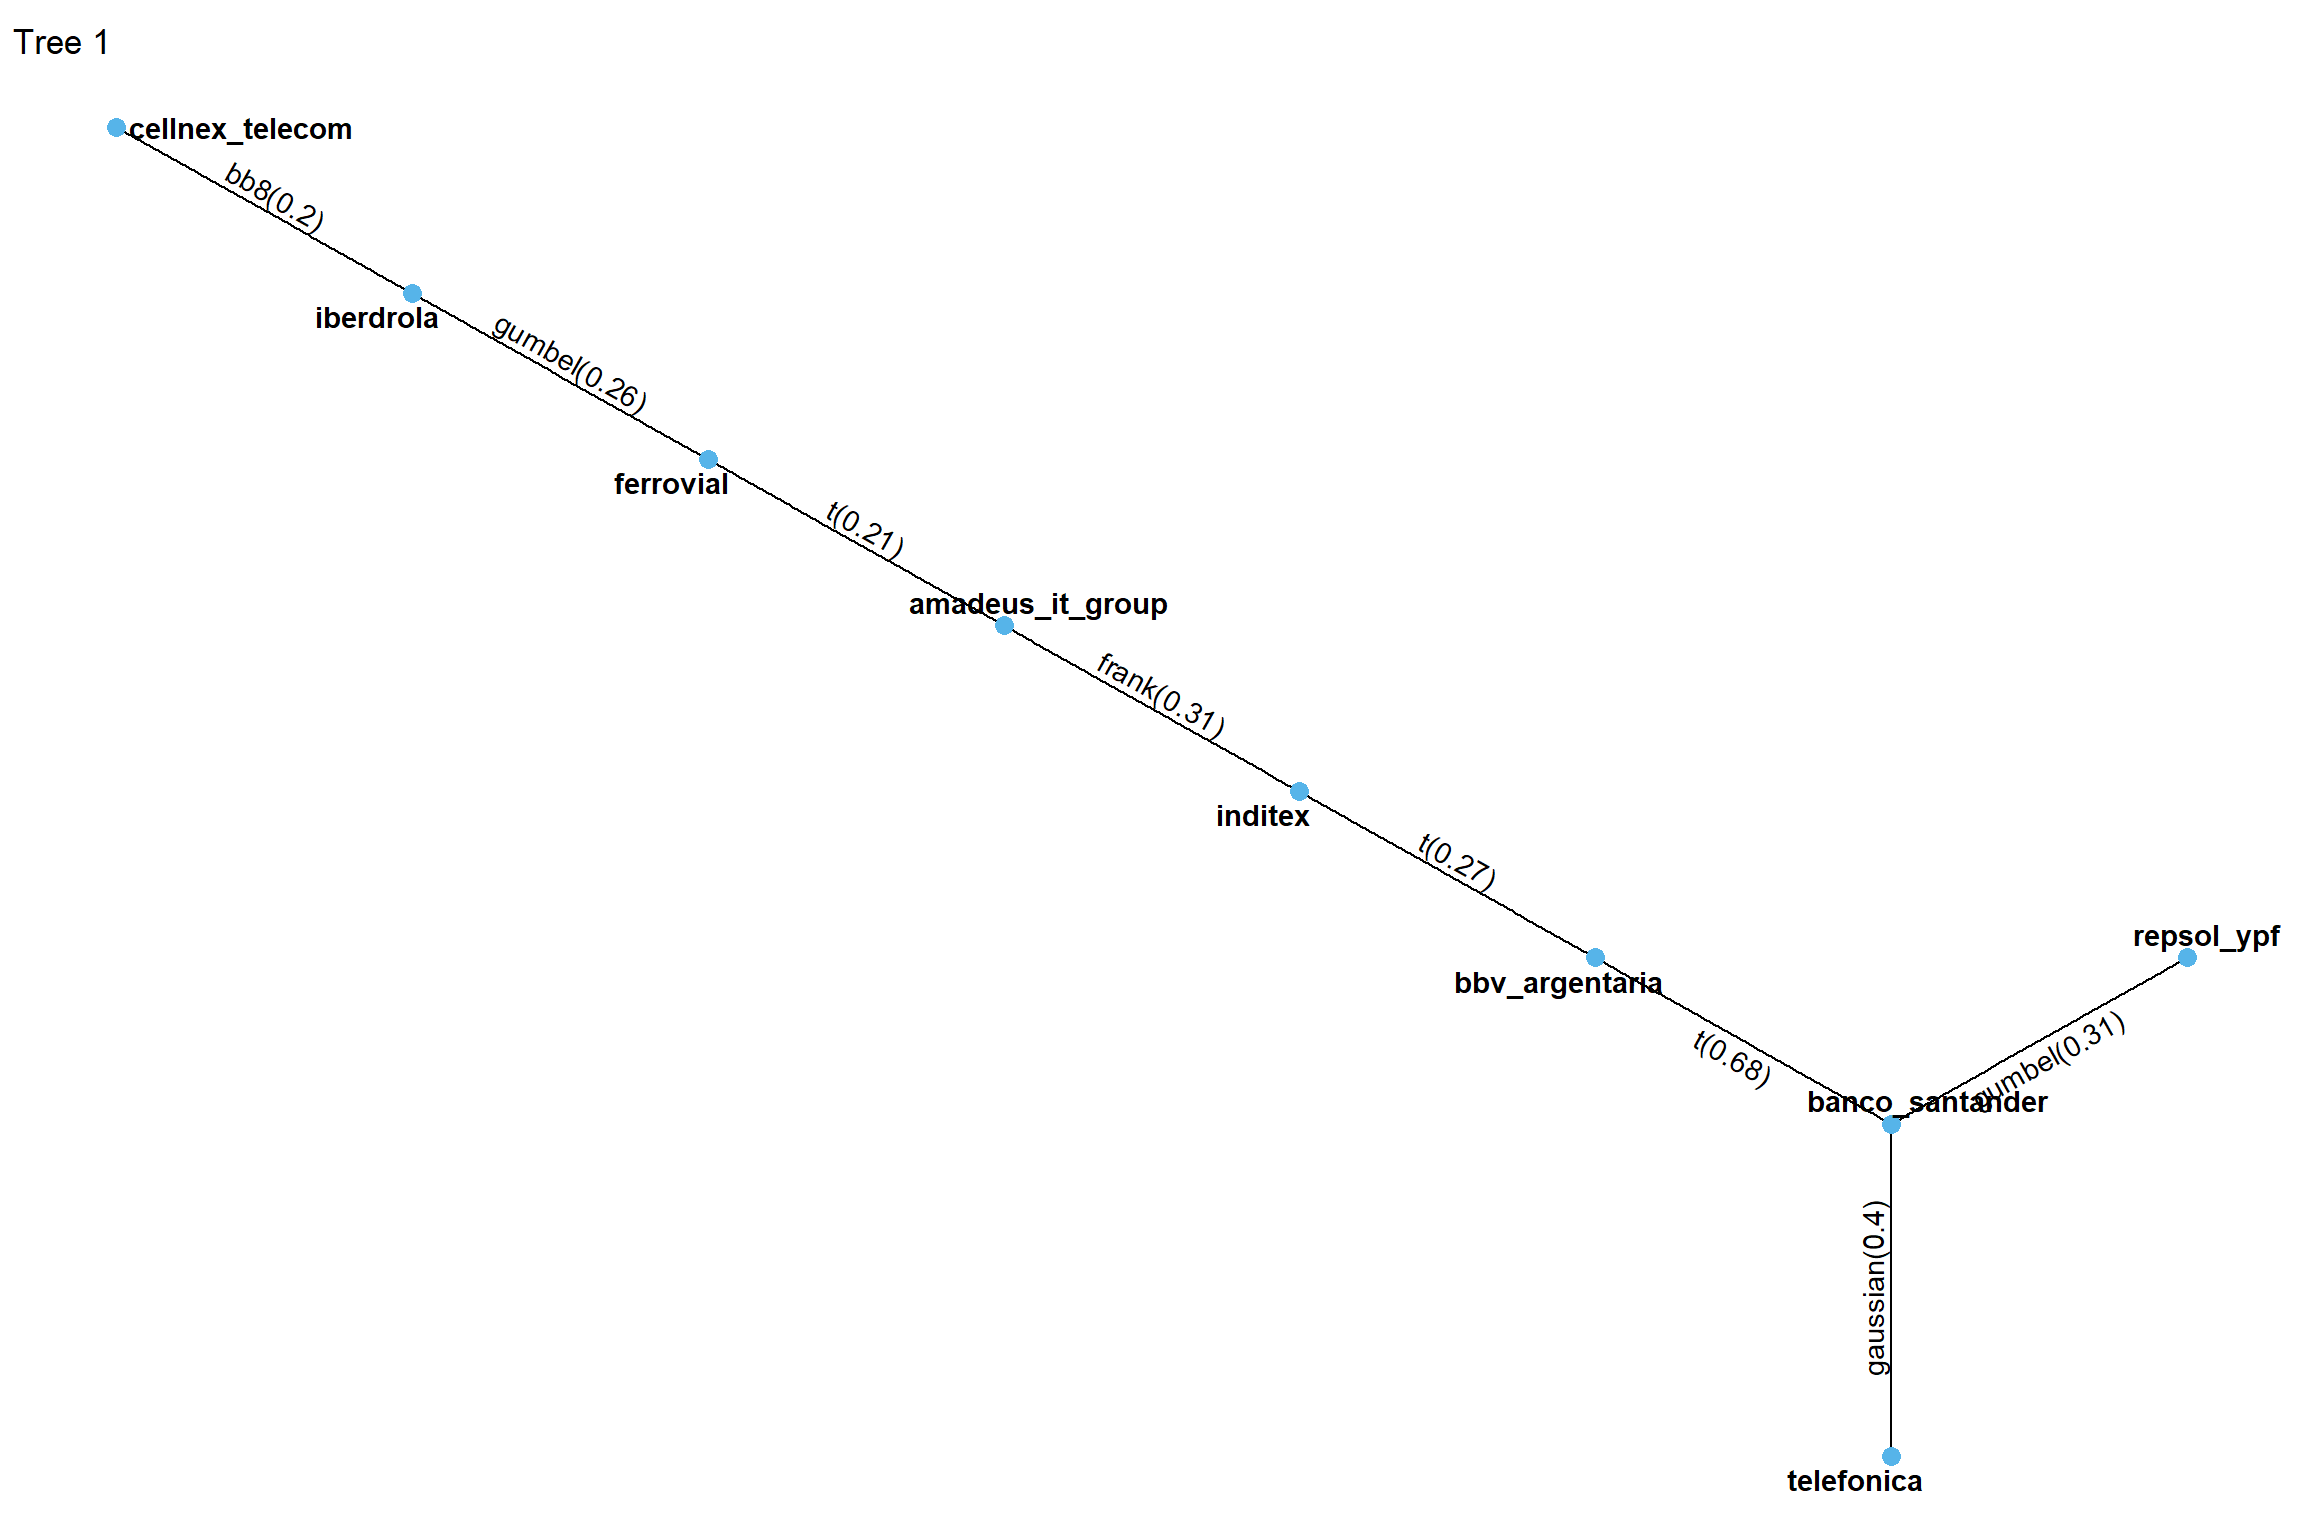 Tree 1
cellnex_telecom
bb8(0.2)
iberdrola
gumbel(0.26)
ferrovial
t(0.21)
amadeus_it_group
frank(0.31)
inditex
t(0.27)
repsol_ypf
bbv_argentaria
t(0.68)
gumbel(0.31)
banco_santander
gaussian(0.4)
telefonica